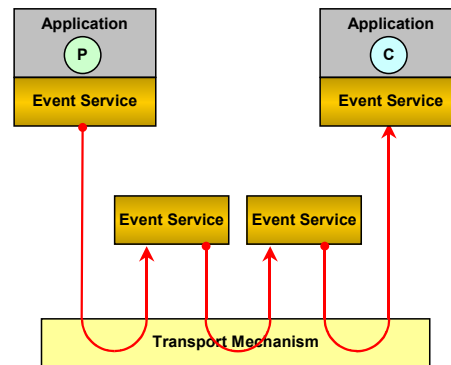 Application
Application
P
C
Event Service
Event Service
Event Service
Event Service
Transport Mechanism